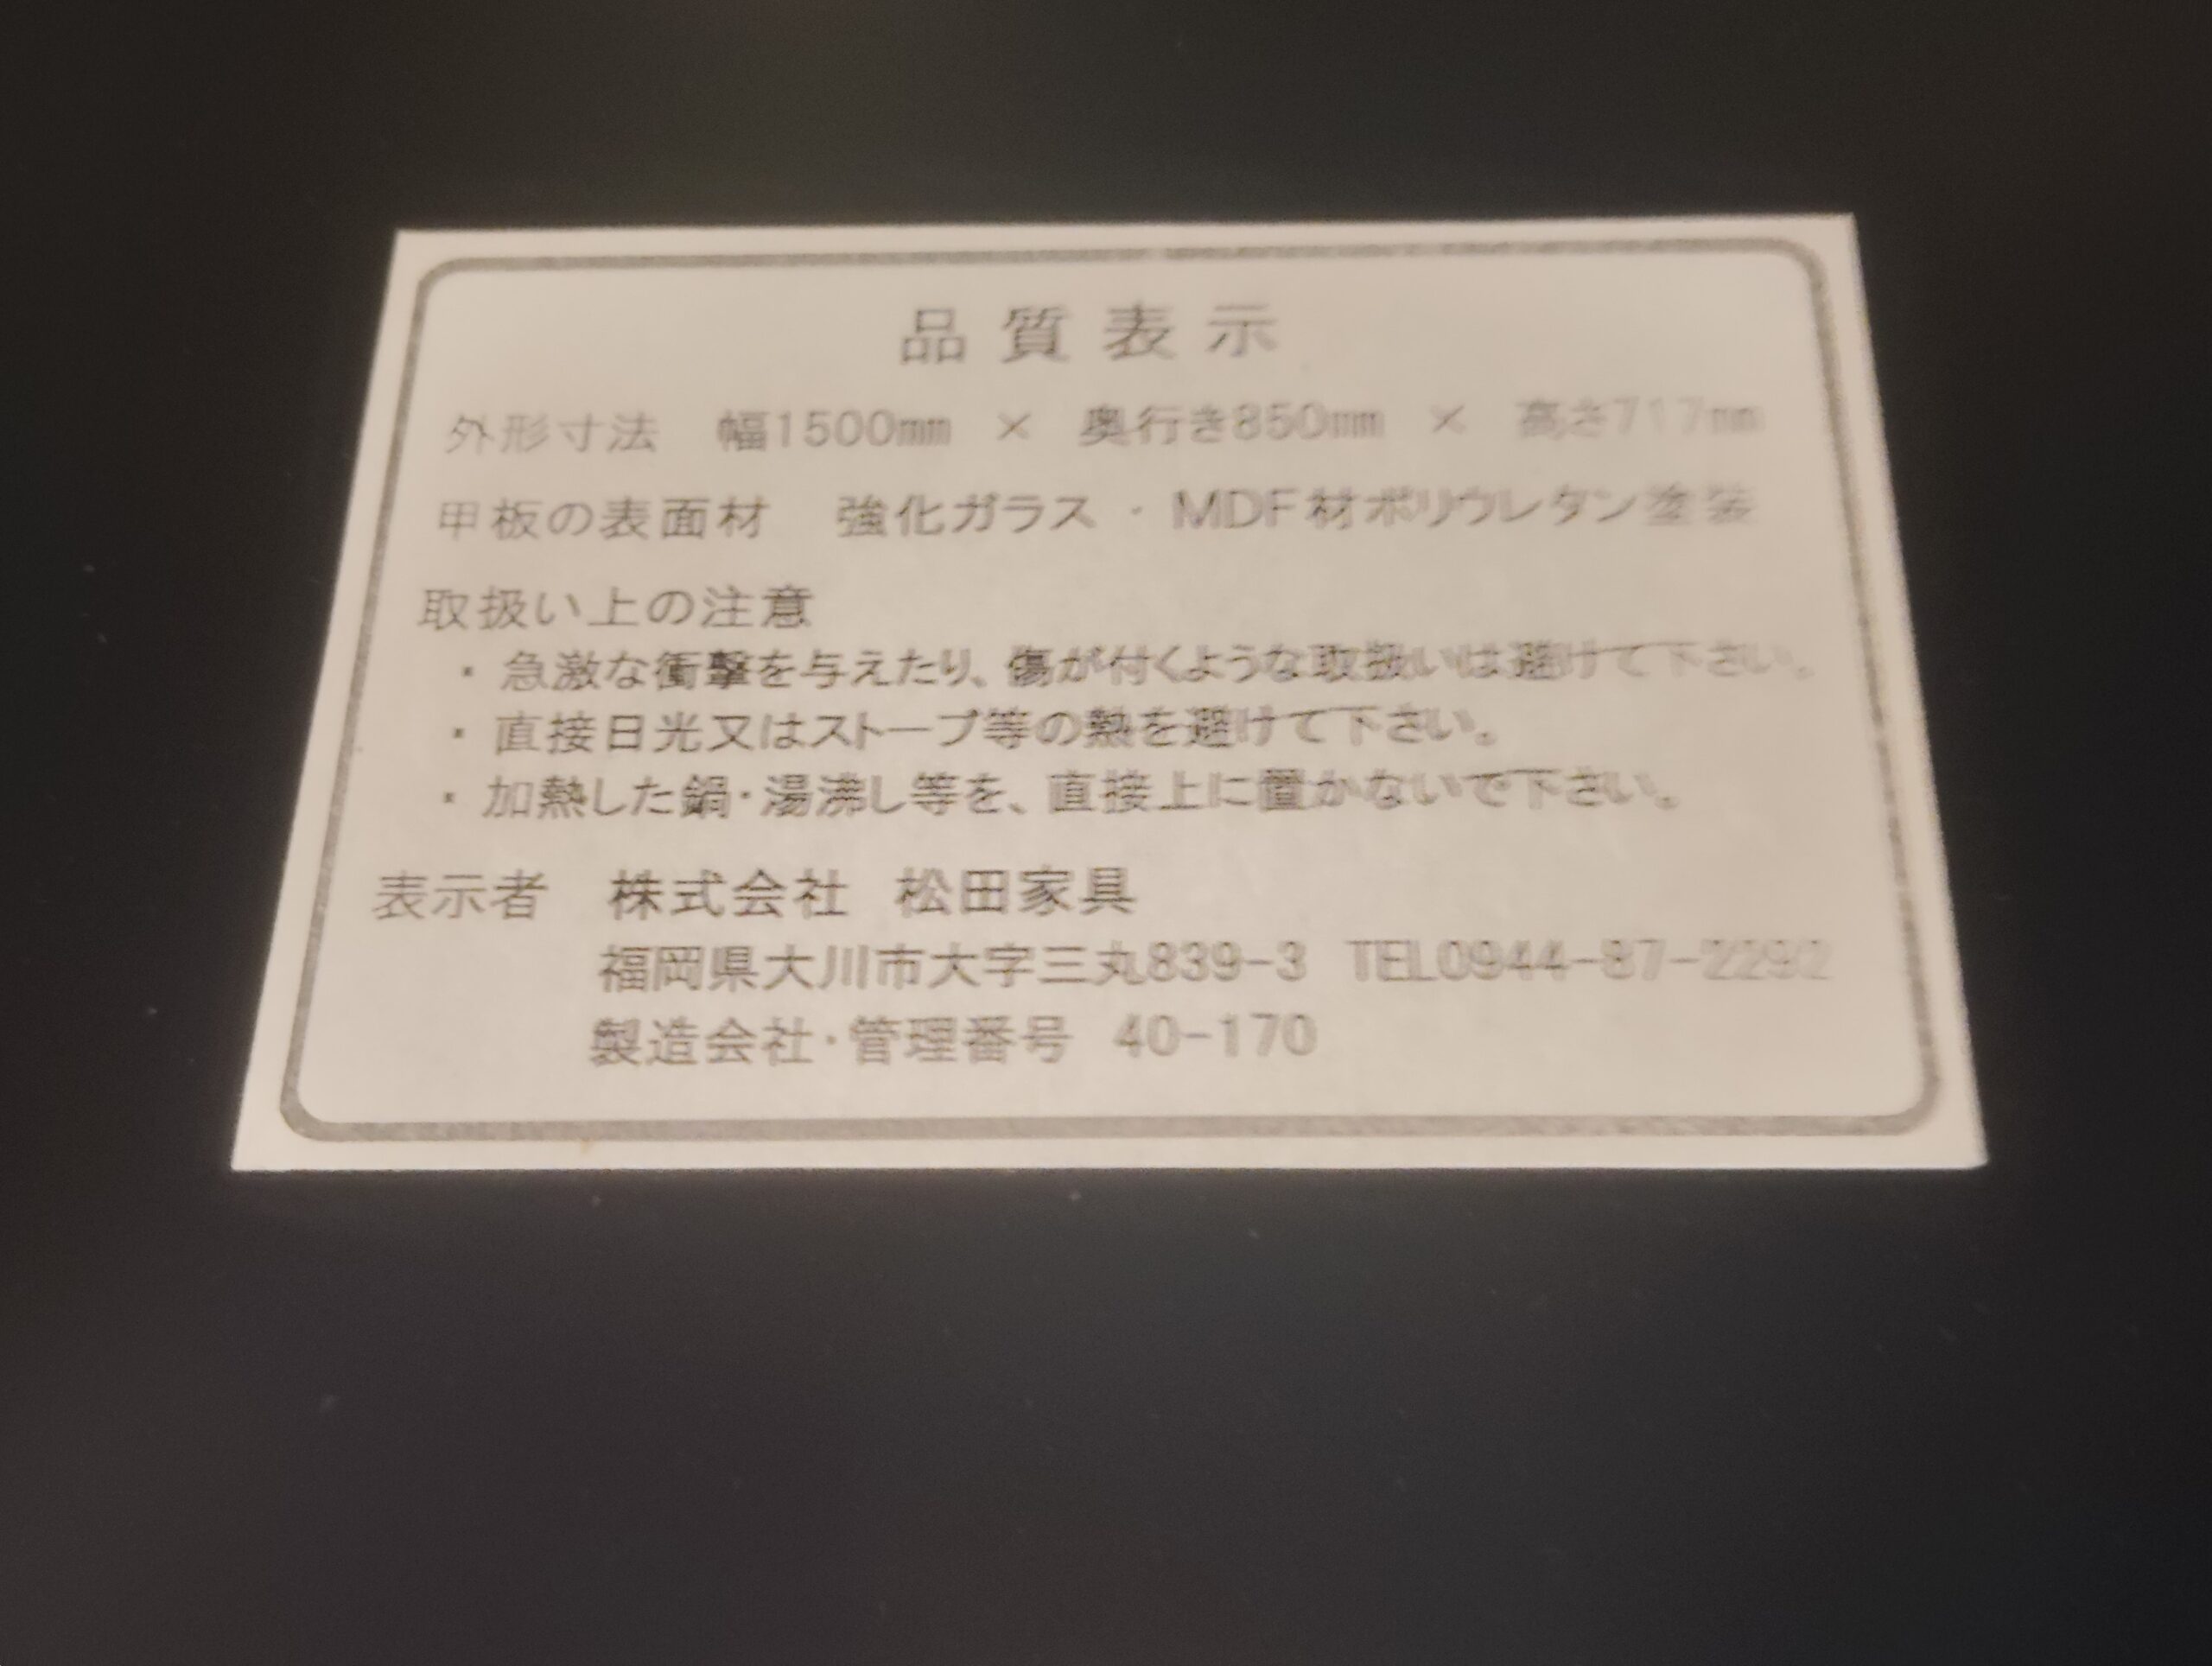 品質表示
外形寸法 幅1500㎜ × 奥行き850㎜ × 高さ717㎜
甲板の表面材 強化ガラス・MDF材ポリウレタン塗装
取扱い上の注意
・急激な衝撃を与えたり、傷が付くような取扱いは避けて下さい。
・直接日光又はストーブ等の熱を避けて下さい。
・加熱した鍋・湯沸し等を、直接上に置かないで下さい。
表示者 株式会社 松田家具
福岡県大川市大字三丸839-3 TEL0944-87-2292
製造会社・管理番号 40-170